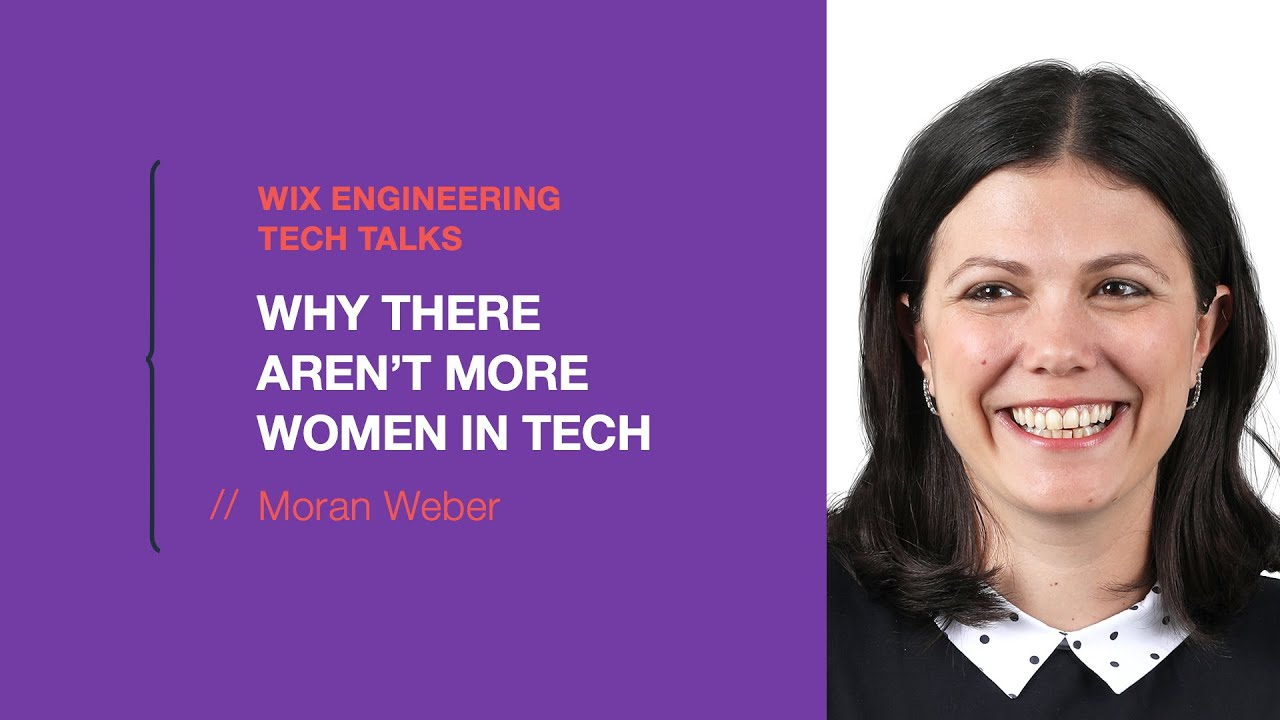 WIX ENGINEERING
TECH TALKS
WHY THERE
AREN’T MORE
WOMEN IN TECH
// Moran Weber